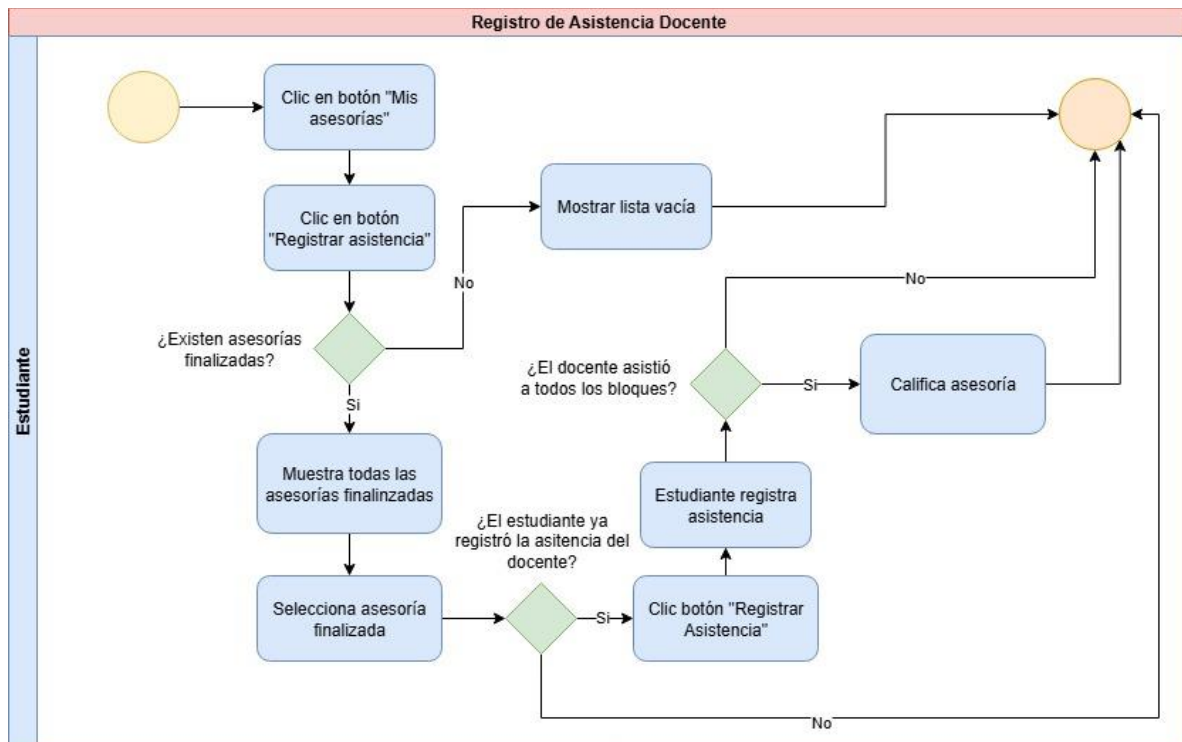 Registro de Asistencia Docente
Estudiante
Clic en botón "Mis
asesorías"
Clic en botón
"Registrar asistencia"
¿Existen asesorías
finalizadas?
No
Mostrar lista vacía
Si
Muestra todas las
asesorías finalinzadas
Selecciona asesoría
finalizada
¿El estudiante ya
registró la asitencia del
docente?
Si
Clic botón "Registrar
Asistencia"
No
Estudiante registra
asistencia
¿El docente asistió
a todos los bloques?
No
Si
Califica asesoría